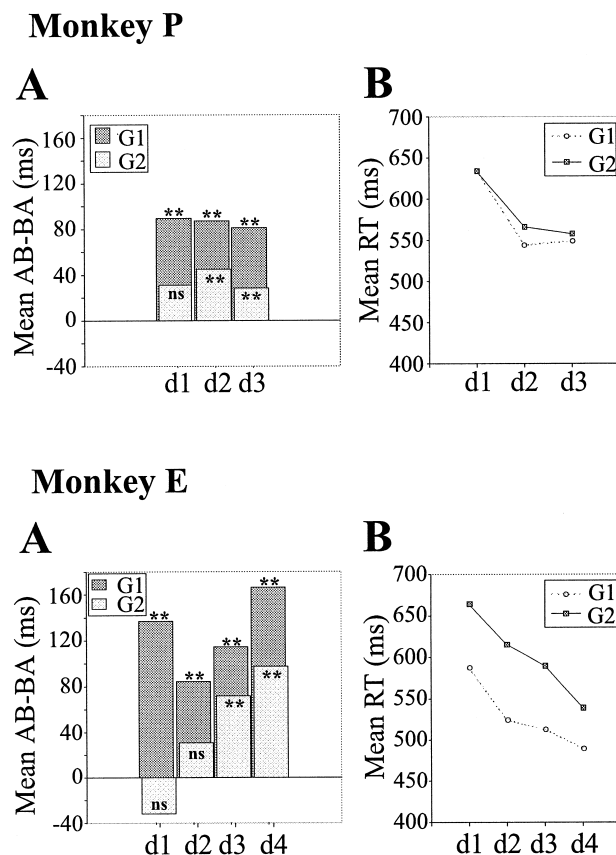 Monkey P
A
B
Mean AB-BA (ms)
160
120
80
40
0
-40
G1
G2
**
**
**
ns
**
**
d1 d2 d3
Mean RT (ms)
700
650
600
550
500
450
400
G1
G2
d1 d2 d3
Monkey E
A
B
Mean AB-BA (ms)
160
120
80
40
0
-40
G1
G2
**
**
**
**
ns
ns
**
**
d1 d2 d3 d4
Mean RT (ms)
700
650
600
550
500
450
400
G1
G2
d1 d2 d3 d4